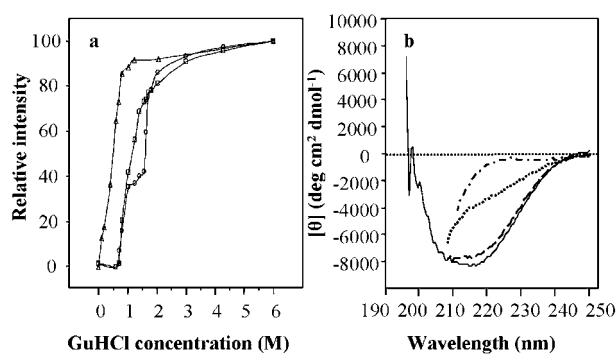 a
100
80
60
40
20
0
Relative intensity
0 1 2 3 4 5 6
GuHCl concentration (M)
b
10000
8000
6000
4000
2000
0
-2000
-4000
-6000
-8000
[θ] (deg cm² dmol⁻¹)
190 210 220 230 240 250
Wavelength (nm)